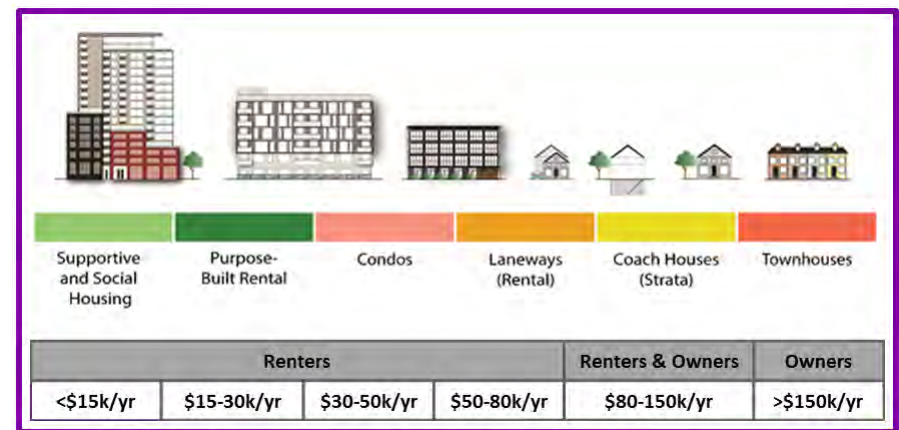 Supportive
and Social
Housing
Purpose-
Built Rental
Condos
Laneways
(Rental)
Coach Houses
(Strata)
Townhouses
Renters
Renters & Owners
Owners
<$15k/yr
$15-30k/yr
$30-50k/yr
$50-80k/yr
$80-150k/yr
>$150k/yr